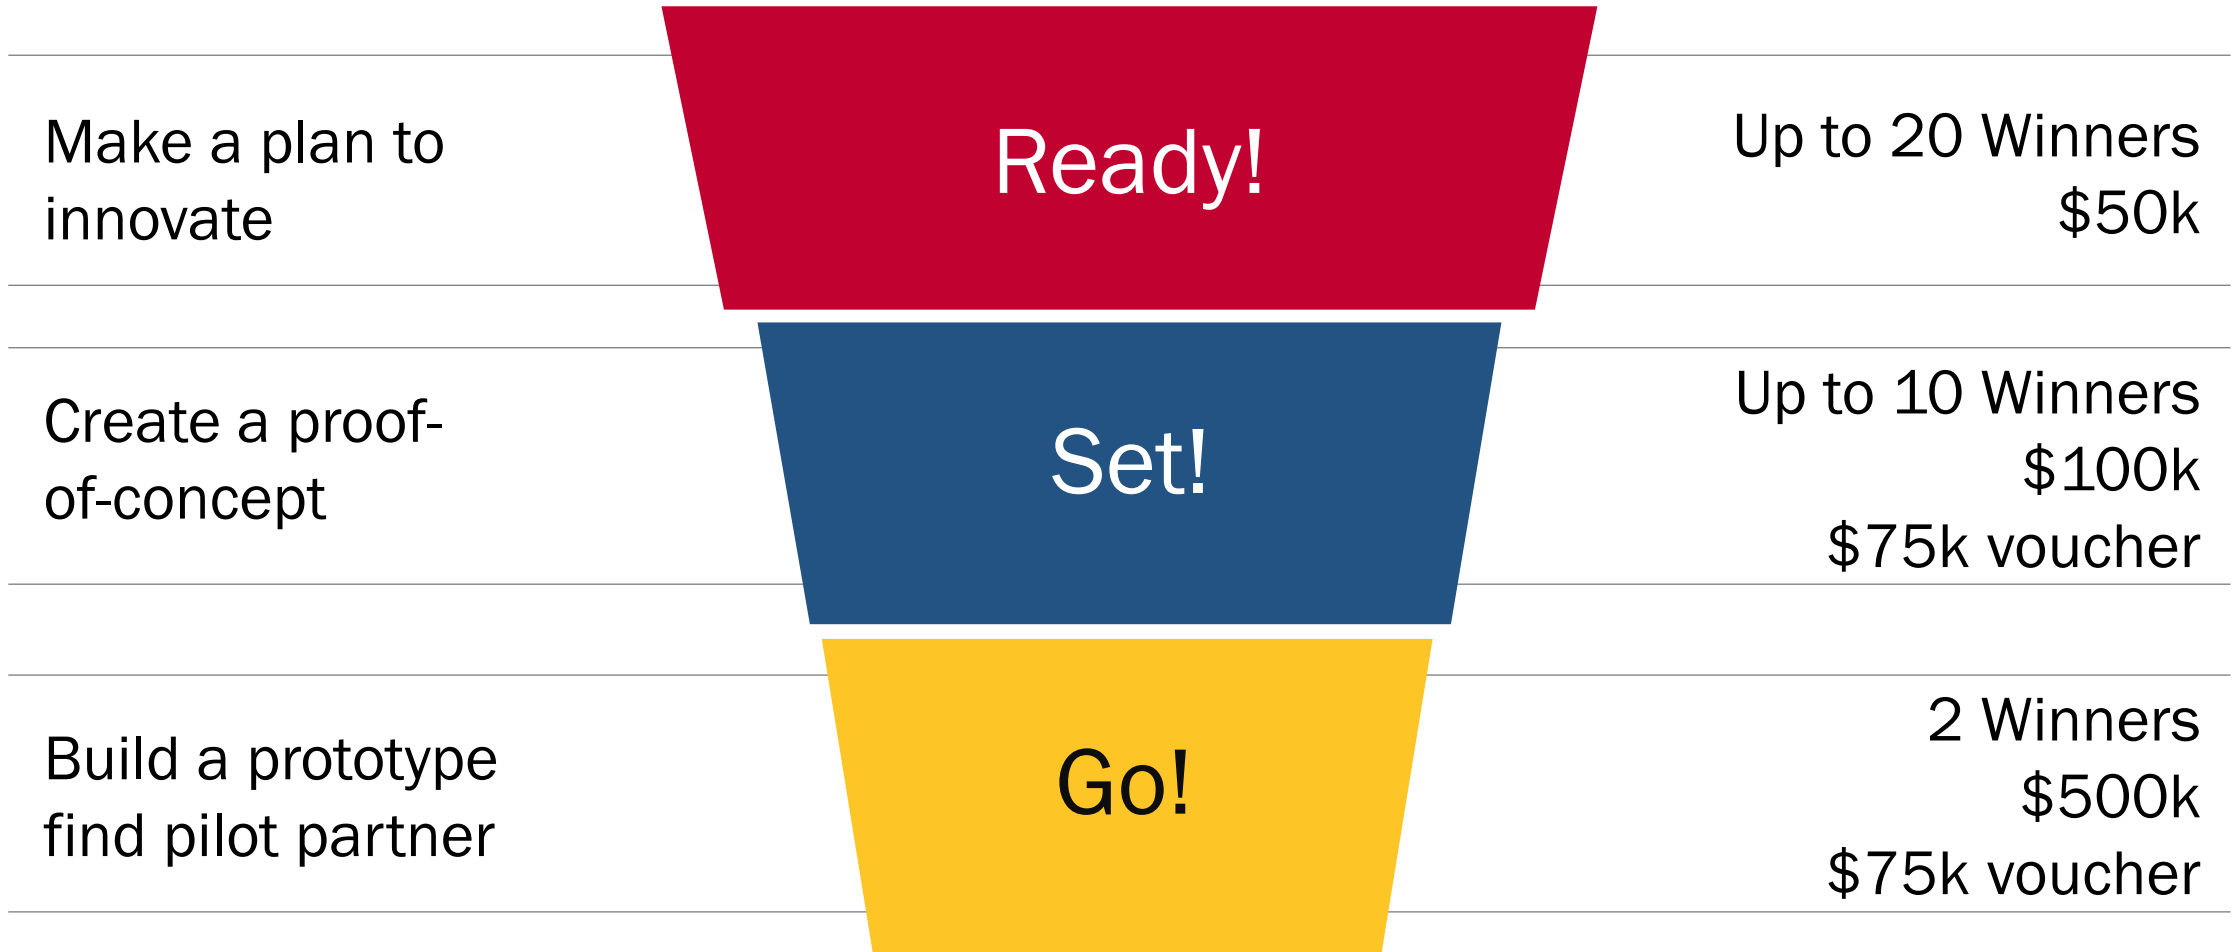 Make a plan to
innovate
Ready!
Up to 20 Winners
$50k
Create a proof-
of-concept
Set!
Up to 10 Winners
$100k
$75k voucher
Build a prototype
find pilot partner
Go!
2 Winners
$500k
$75k voucher